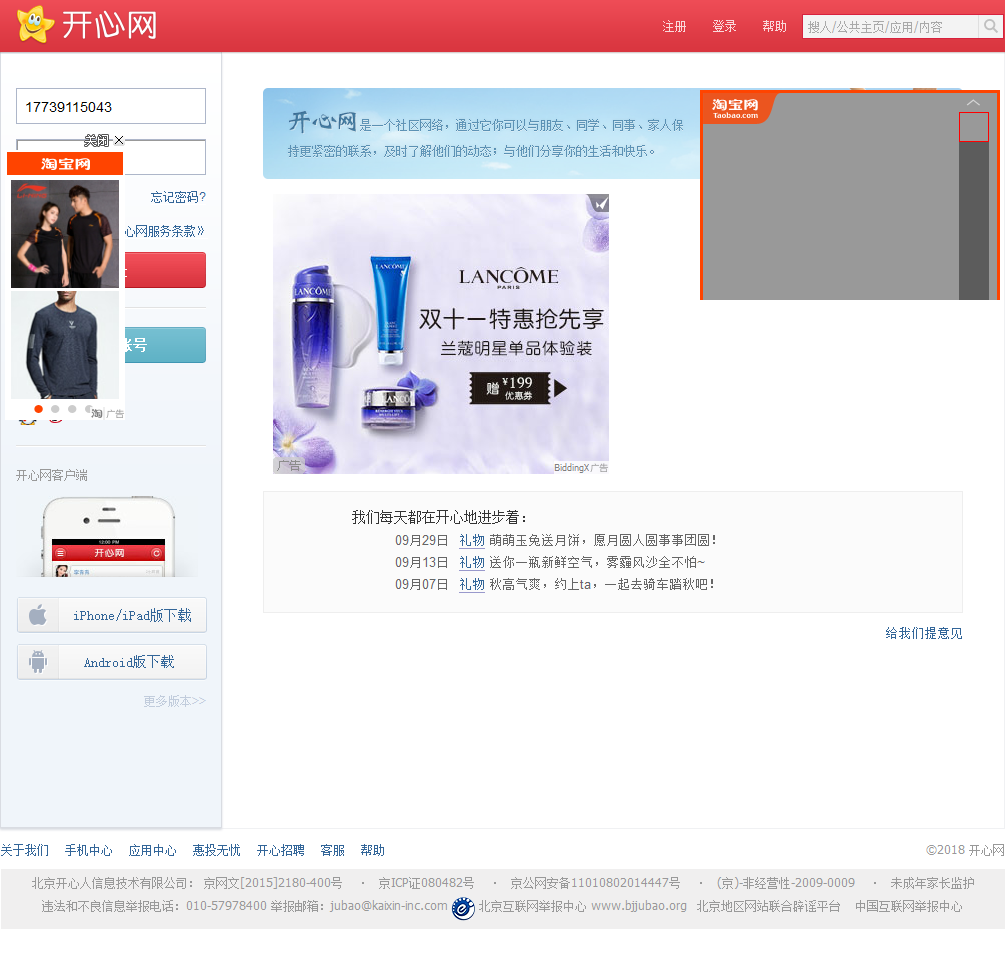 开心网
注册 登录 帮助 搜人/公共主页/应用/内容
17739115043
关闭 ×
淘宝网
忘记密码?
心网服务条款》
账号
淘 广告
开心网客户端
12:00 PM
开心网
iPhone/iPad版下载
Android版下载
更多版本>>
开心网是一个社区网络，通过它你可以与朋友、同学、同事、家人保
持更紧密的联系，及时了解他们的动态；与他们分享你的生活和快乐。
淘宝网
Taobao.com
LANCÔME
PARIS
双十一特惠抢先享
兰蔻明星单品体验装
赠 ¥199
优惠券
广告
BiddingX广告
我们每天都在开心地进步着：
09月29日 礼物 萌萌玉兔送月饼，愿月圆人圆事事团圆！
09月13日 礼物 送你一瓶新鲜空气，雾霾风沙全不怕~
09月07日 礼物 秋高气爽，约上ta，一起去骑车踏秋吧！
给我们提意见
关于我们 手机中心 应用中心 惠投无忧 开心招聘 客服 帮助 ©2018 开心网
北京开心人信息技术有限公司： 京网文[2015]2180-400号 · 京ICP证080482号 · 京公网安备11010802014447号 · （京）-非经营性-2009-0009 · 未成年家长监护
违法和不良信息举报电话：010-57978400 举报邮箱：jubao@kaixin-inc.com 北京互联网举报中心 www.bjjubao.org 北京地区网站联合辟谣平台 中国互联网举报中心